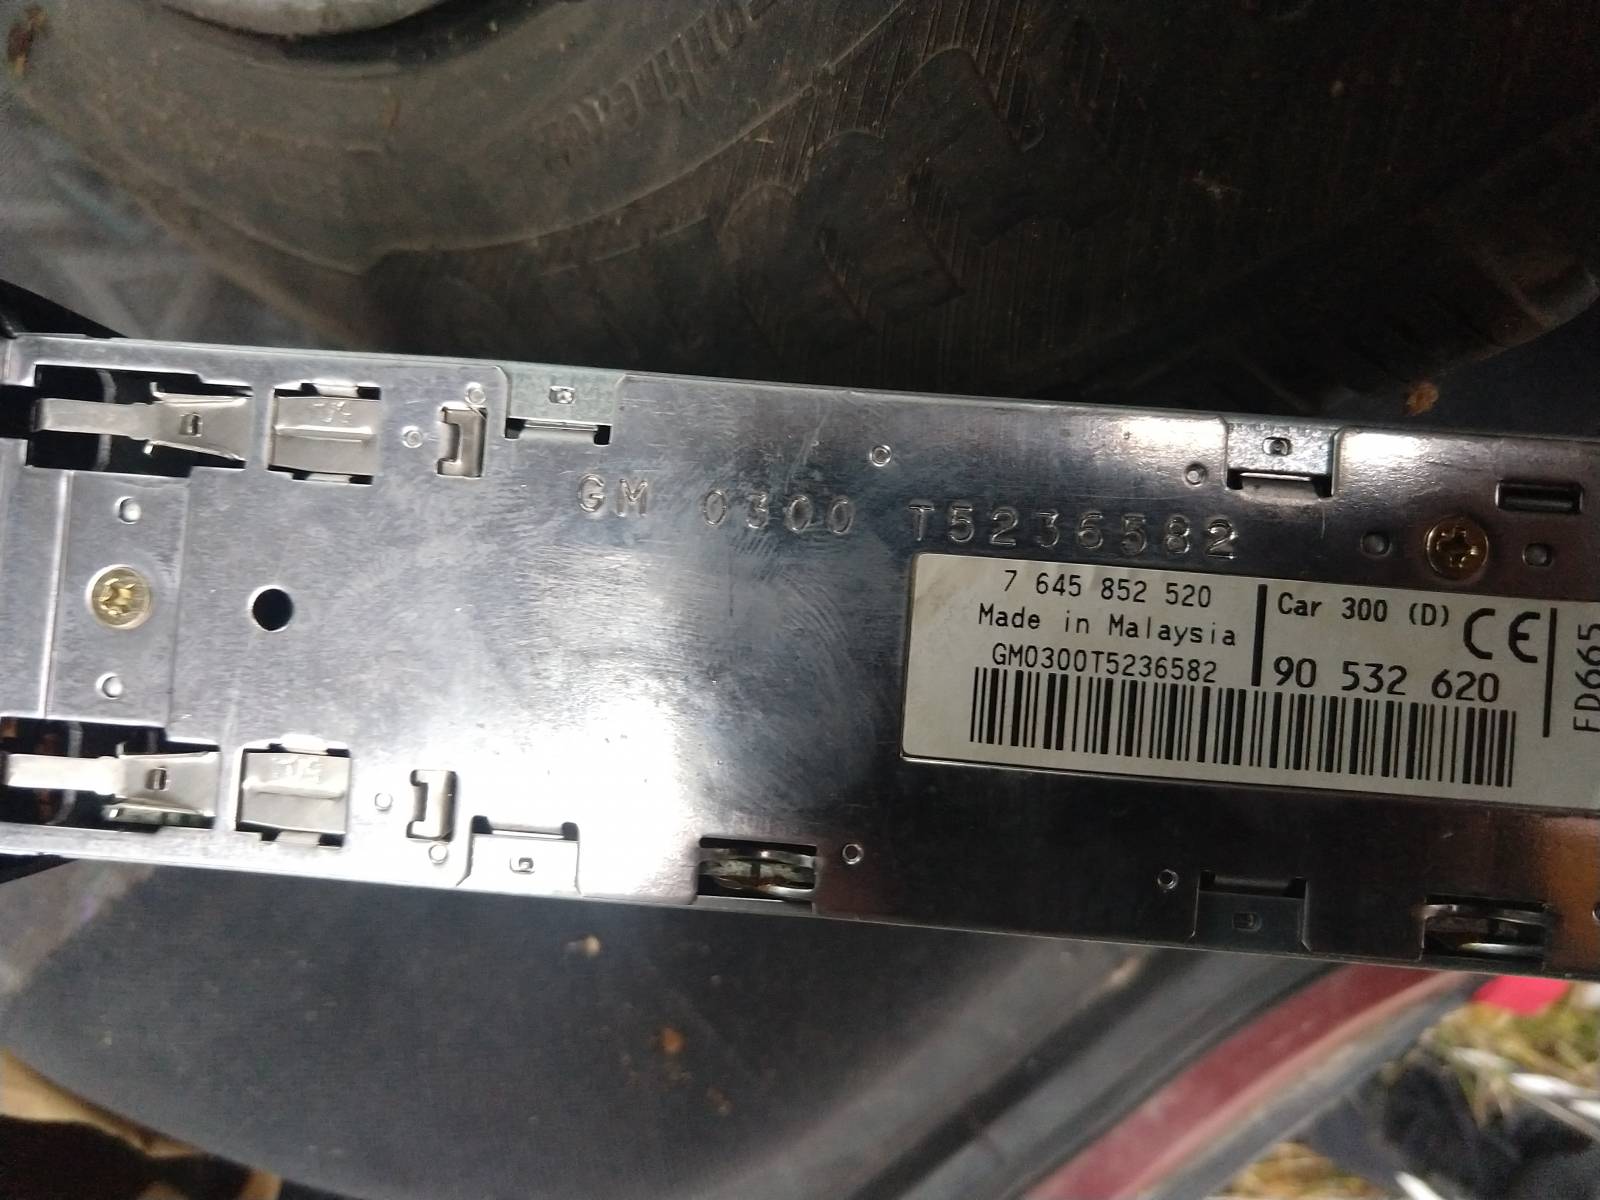 GM 0300 T5236582
7 645 852 520
Made in Malaysia
GM0300T5236582
Car 300 (D) CE
90 532 620
FD665